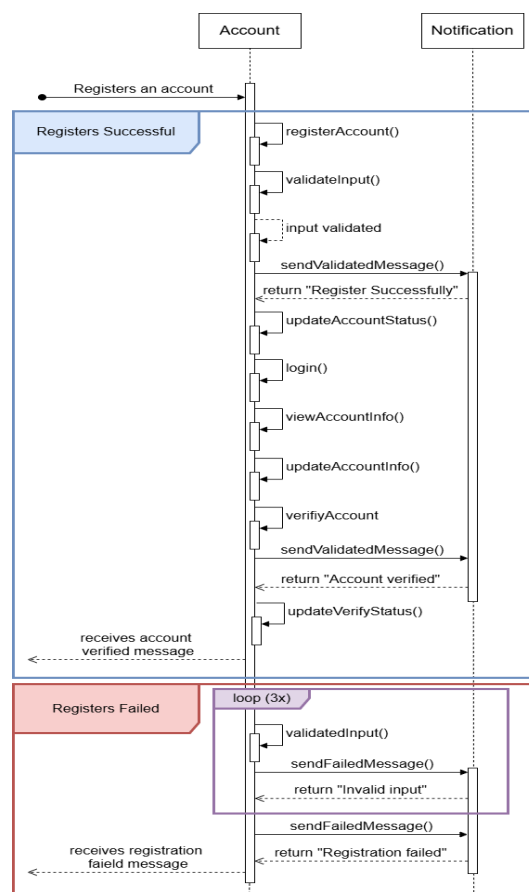 Account
Notification
Registers an account
Registers Successful
registerAccount()
validateInput()
input validated
sendValidatedMessage()
return "Register Successfully"
updateAccountStatus()
login()
viewAccountInfo()
updateAccountInfo()
verifiyAccount
sendValidatedMessage()
return "Account verified"
updateVerifyStatus()
receives account
verified message
Registers Failed
loop (3x)
validatedInput()
sendFailedMessage()
return "Invalid input"
sendFailedMessage()
return "Registration failed"
receives registration
faield message